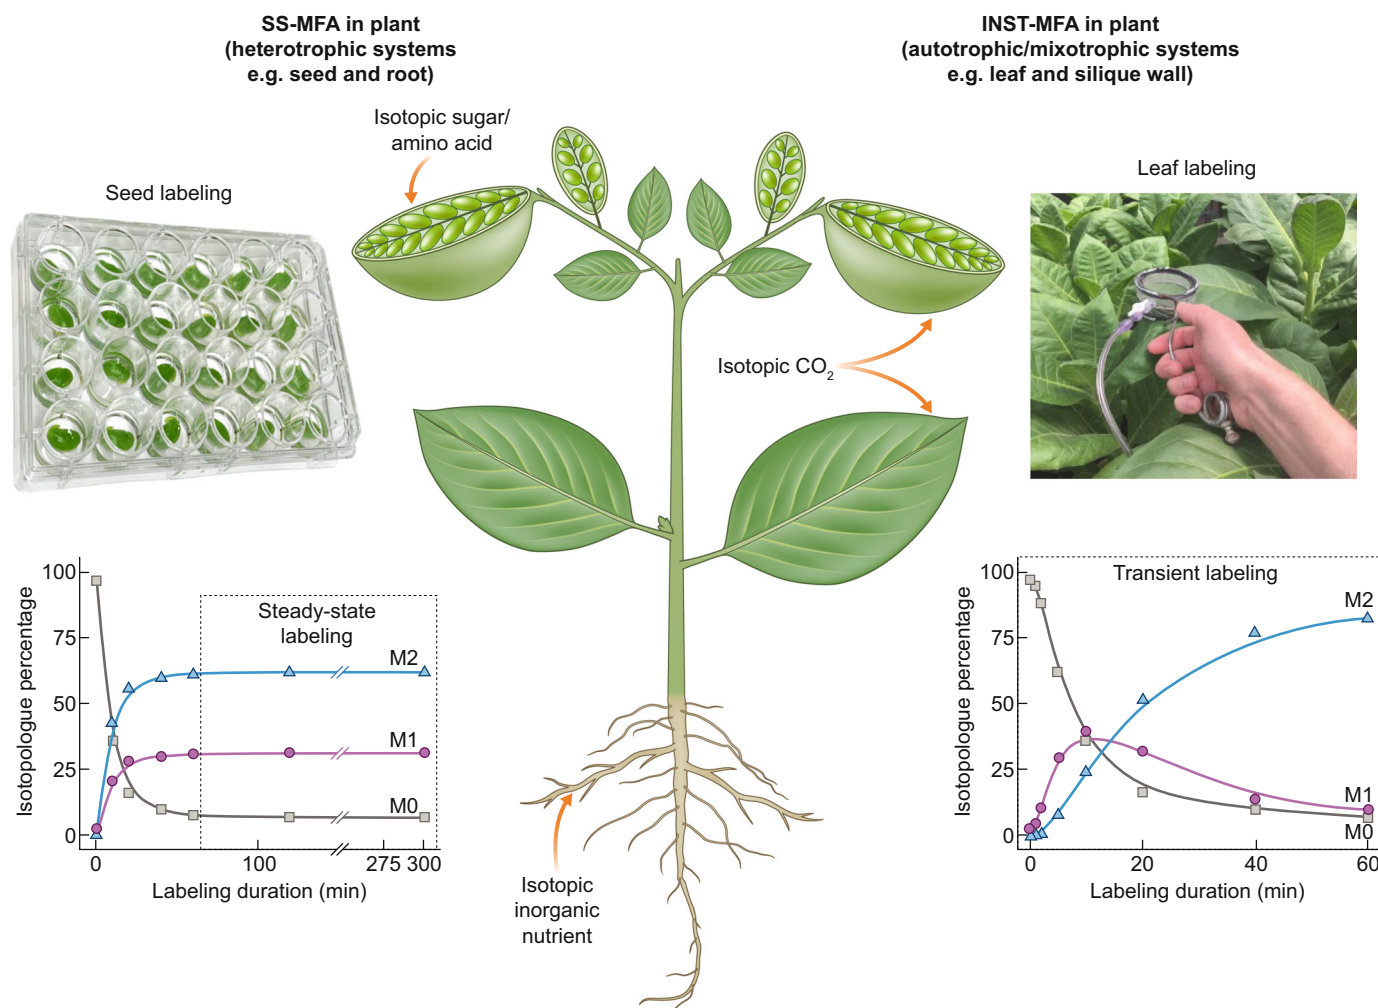 SS-MFA in plant
(heterotrophic systems
e.g. seed and root)
INST-MFA in plant
(autotrophic/mixotrophic systems
e.g. leaf and silique wall)
Isotopic sugar/
amino acid
Seed labeling
Leaf labeling
Isotopic CO₂
Isotopic
inorganic
nutrient
Isotopologue percentage
100
75
50
25
0
Steady-state
labeling
M2
M1
M0
0
100
275
300
Labeling duration (min)
Isotopologue percentage
100
75
50
25
0
Transient labeling
M2
M1
M0
0
20
40
60
Labeling duration (min)